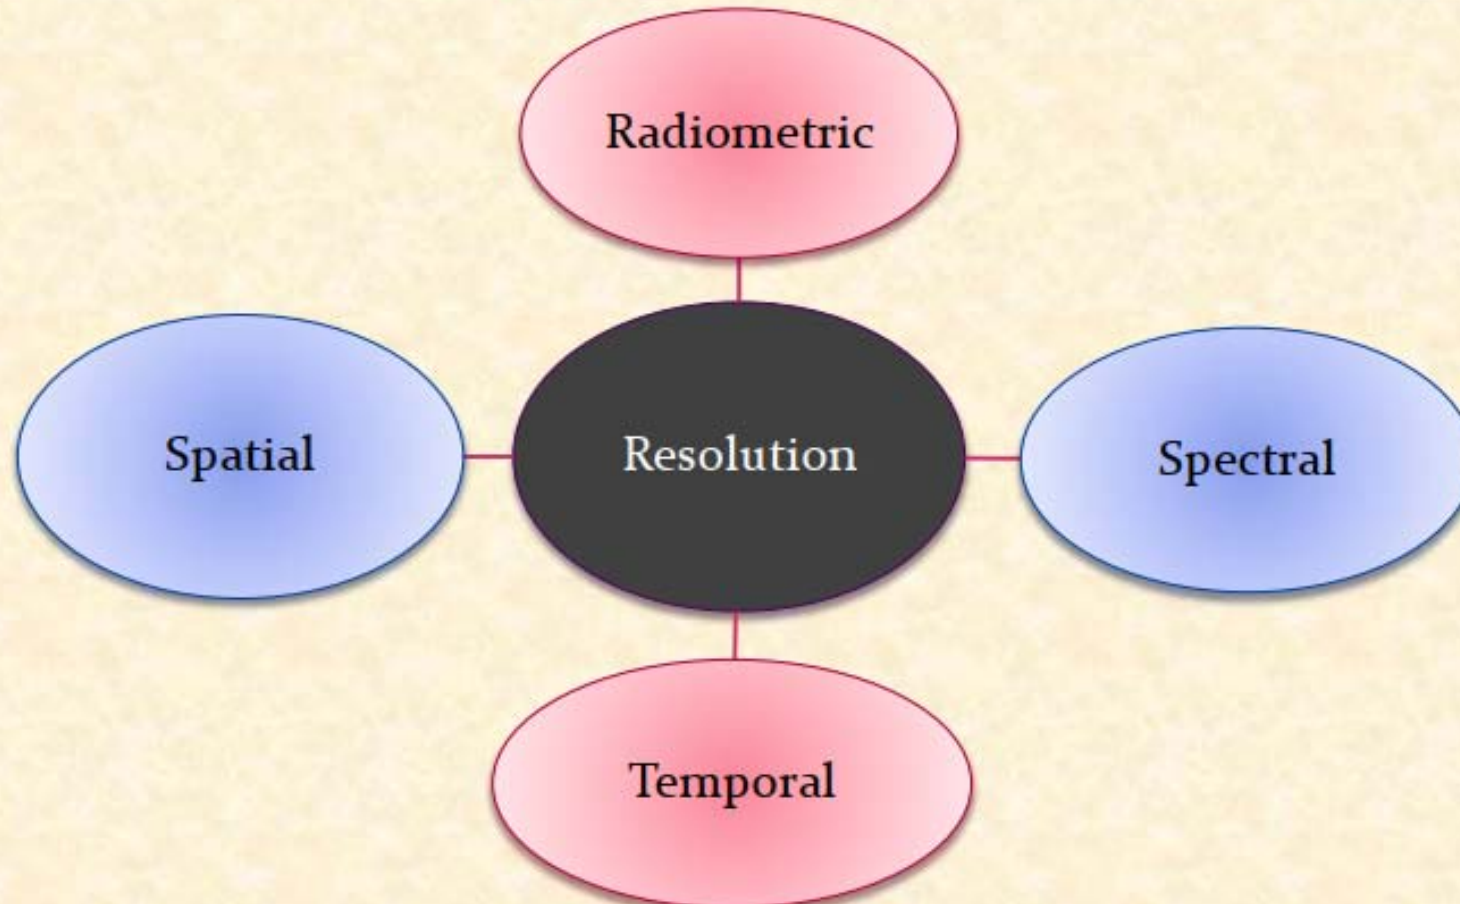 Radiometric
Spatial
Resolution
Spectral
Temporal